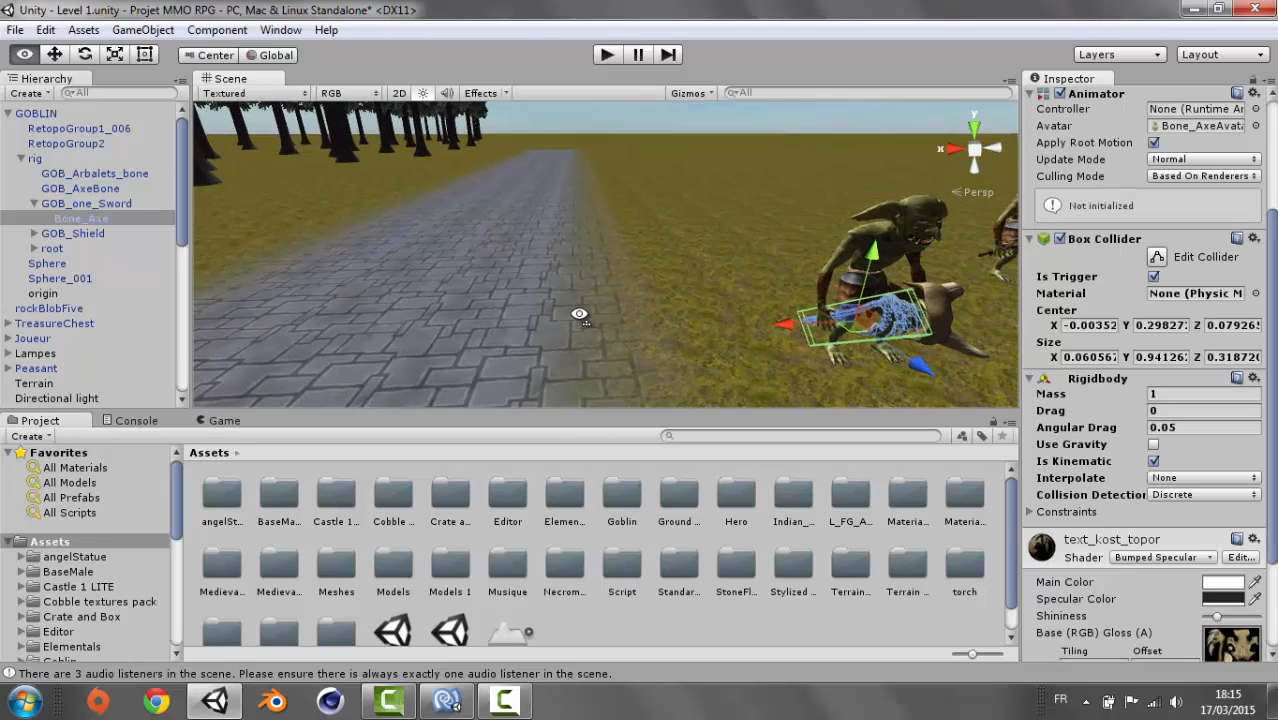 Unity - Level 1.unity - Projet MMO RPG - PC, Mac & Linux Standalone* <DX11>
File Edit Assets GameObject Component Window Help
Center Global Layers Layout
Hierarchy
Create All
GOBLIN
RetopoGroup1_006
RetopoGroup2
rig
GOB_Arbalets_bone
GOB_AxeBone
GOB_one_Sword
Bone_Axe
GOB_Shield
root
Sphere
Sphere_001
origin
rockBlobFive
TreasureChest
Joueur
Lampes
Peasant
Terrain
Directional light
Scene
Textured RGB 2D Effects Gizmos All
y
x
Persp
Inspector
Animator
Controller None (Runtime Ar
Avatar Bone_AxeAvata
Apply Root Motion
Update Mode Normal
Culling Mode Based On Renderers
Not initialized
Box Collider
Edit Collider
Is Trigger
Material None (Physic M
Center
X -0.00352 Y 0.29827 Z 0.07926
Size
X 0.060567 Y 0.94126 Z 0.318720
Rigidbody
Mass 1
Drag 0
Angular Drag 0.05
Use Gravity
Is Kinematic
Interpolate None
Collision Detection Discrete
Constraints
text_kost_topor
Shader Bumped Specular Edit...
Main Color
Specular Color
Shininess
Base (RGB) Gloss (A)
Tiling Offset
Project Console Game
Create
Favorites
All Materials
All Models
All Prefabs
All Scripts
Assets
angelStatue
BaseMale
Castle 1 LITE
Cobble textures pack
Crate and Box
Editor
Elementals
Goblin
Assets
angelSt... BaseMa... Castle 1... Cobble ... Crate a... Editor Elemen... Goblin Ground ... Hero Indian_... L_FG_A... Materia... Materia...
Medieva... Medieva... Meshes Models Models 1 Musique Necrom... Script Standar... StoneFl... Stylized ... Terrain... Terrain ... torch
There are 3 audio listeners in the scene. Please ensure there is always exactly one audio listener in the scene.
FR 18:15
17/03/2015